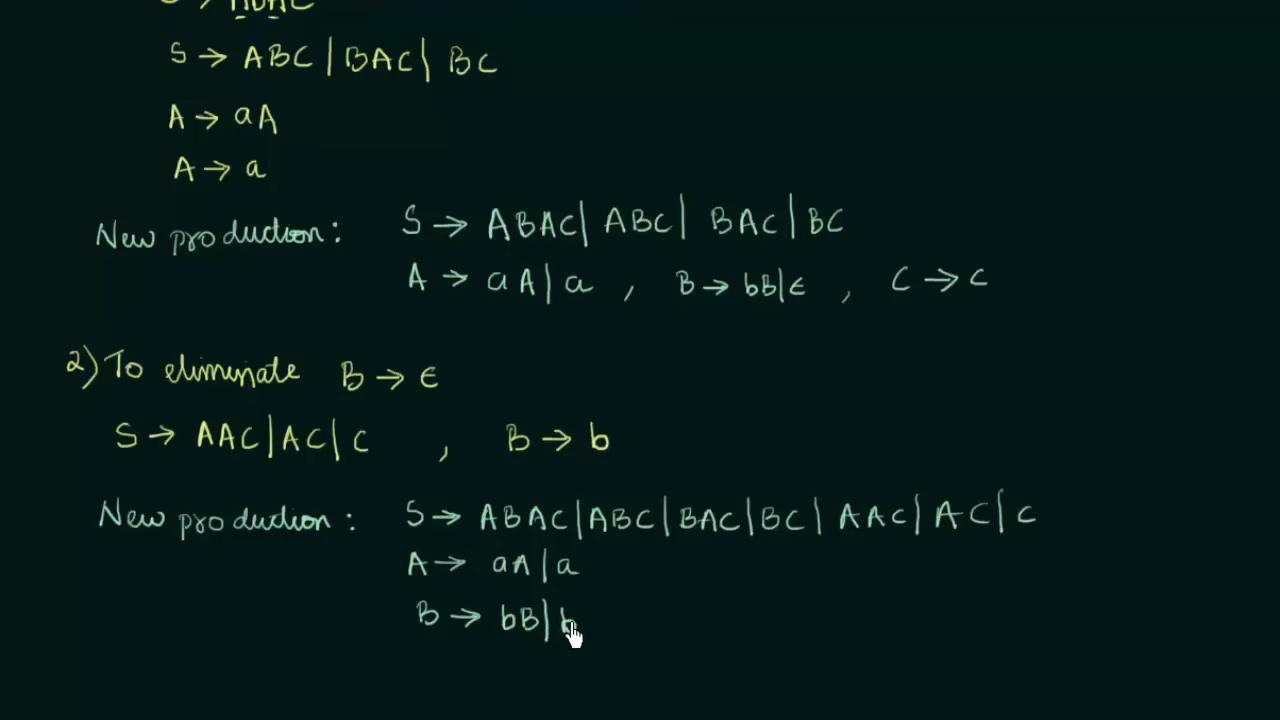 S → ABC | BAC | BC
A → aA
A → a
New production: S → ABAC | ABC | BAC | BC
A → aA | a , B → bB | ϵ , C → c
2) To eliminate B → ϵ
S → AAC | AC | C , B → b
New production: S → ABAC | ABC | BAC | BC | AAC | AC | C
A → aA | a
B → bB | b